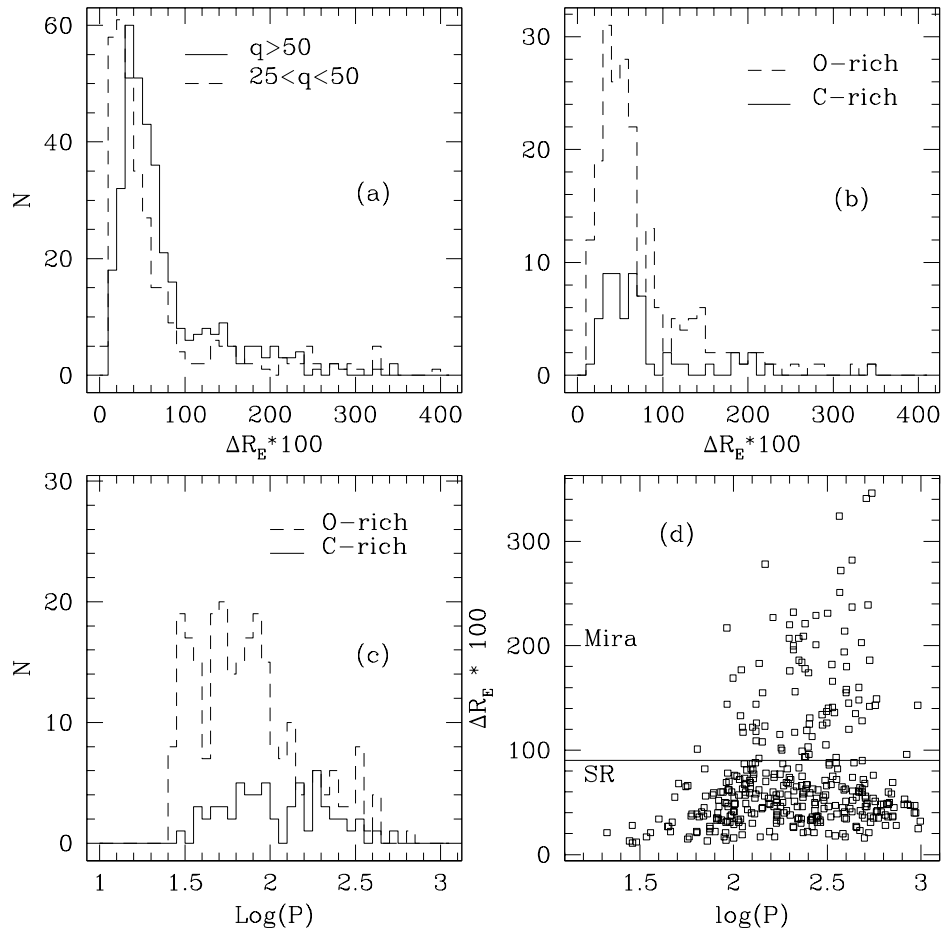 60
40
20
0
N
q>50
25<q<50
(a)
0 100 200 300 400
ΔR_E*100
30
20
10
0
O-rich
C-rich
(b)
0 100 200 300 400
ΔR_E*100
30
20
10
0
N
O-rich
C-rich
(c)
1 1.5 2 2.5 3
Log(P)
ΔR_E * 100
300
200
100
0
(d)
Mira
SR
1.5 2 2.5 3
log(P)